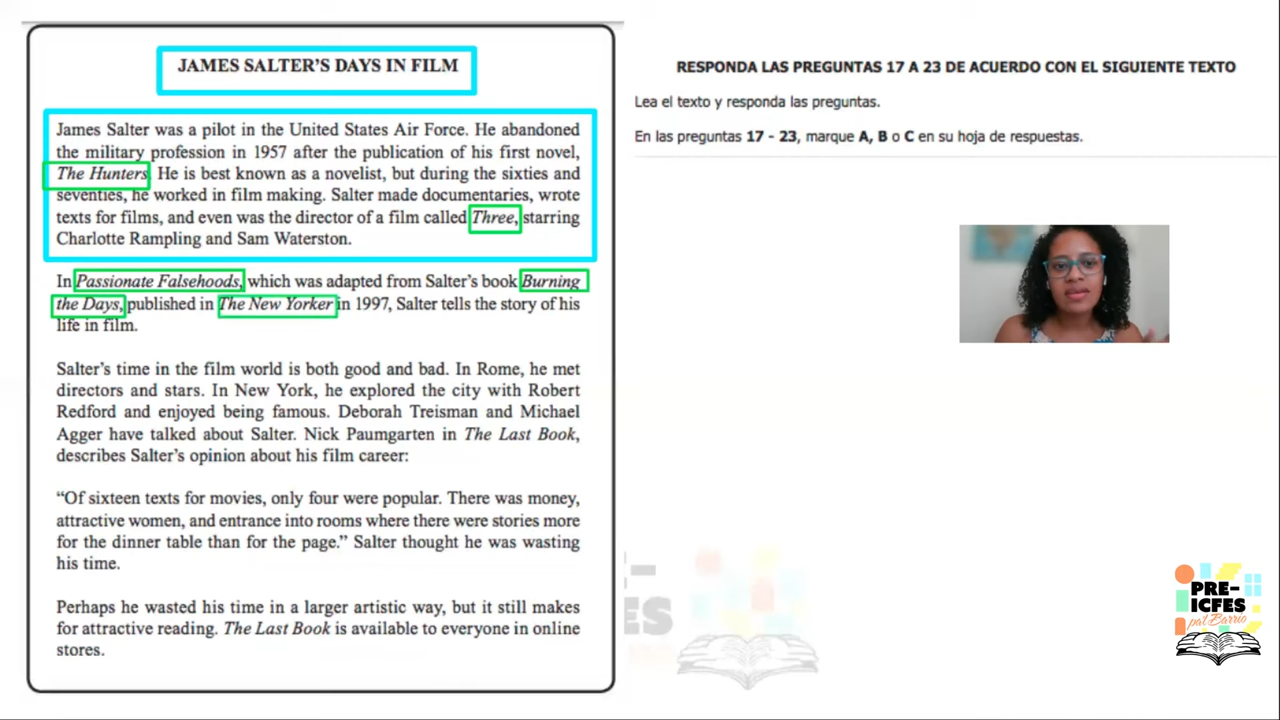 JAMES SALTER'S DAYS IN FILM
James Salter was a pilot in the United States Air Force. He abandoned
the military profession in 1957 after the publication of his first novel,
The Hunters. He is best known as a novelist, but during the sixties and
seventies, he worked in film making. Salter made documentaries, wrote
texts for films, and even was the director of a film called Three, starring
Charlotte Rampling and Sam Waterston.
In Passionate Falsehoods, which was adapted from Salter's book Burning
the Days, published in The New Yorker in 1997, Salter tells the story of his
life in film.
Salter's time in the film world is both good and bad. In Rome, he met
directors and stars. In New York, he explored the city with Robert
Redford and enjoyed being famous. Deborah Treisman and Michael
Agger have talked about Salter. Nick Paumgarten in The Last Book,
describes Salter's opinion about his film career:
“Of sixteen texts for movies, only four were popular. There was money,
attractive women, and entrance into rooms where there were stories more
for the dinner table than for the page.” Salter thought he was wasting
his time.
Perhaps he wasted his time in a larger artistic way, but it still makes
for attractive reading. The Last Book is available to everyone in online
stores.
RESPONDA LAS PREGUNTAS 17 A 23 DE ACUERDO CON EL SIGUIENTE TEXTO
Lea el texto y responda las preguntas.
En las preguntas 17 - 23, marque A, B o C en su hoja de respuestas.
PRE-
ICFES
pal Barrio